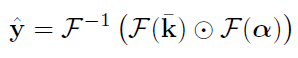 ŷ = ℱ⁻¹ (ℱ(k̄) ⊙ ℱ(α))